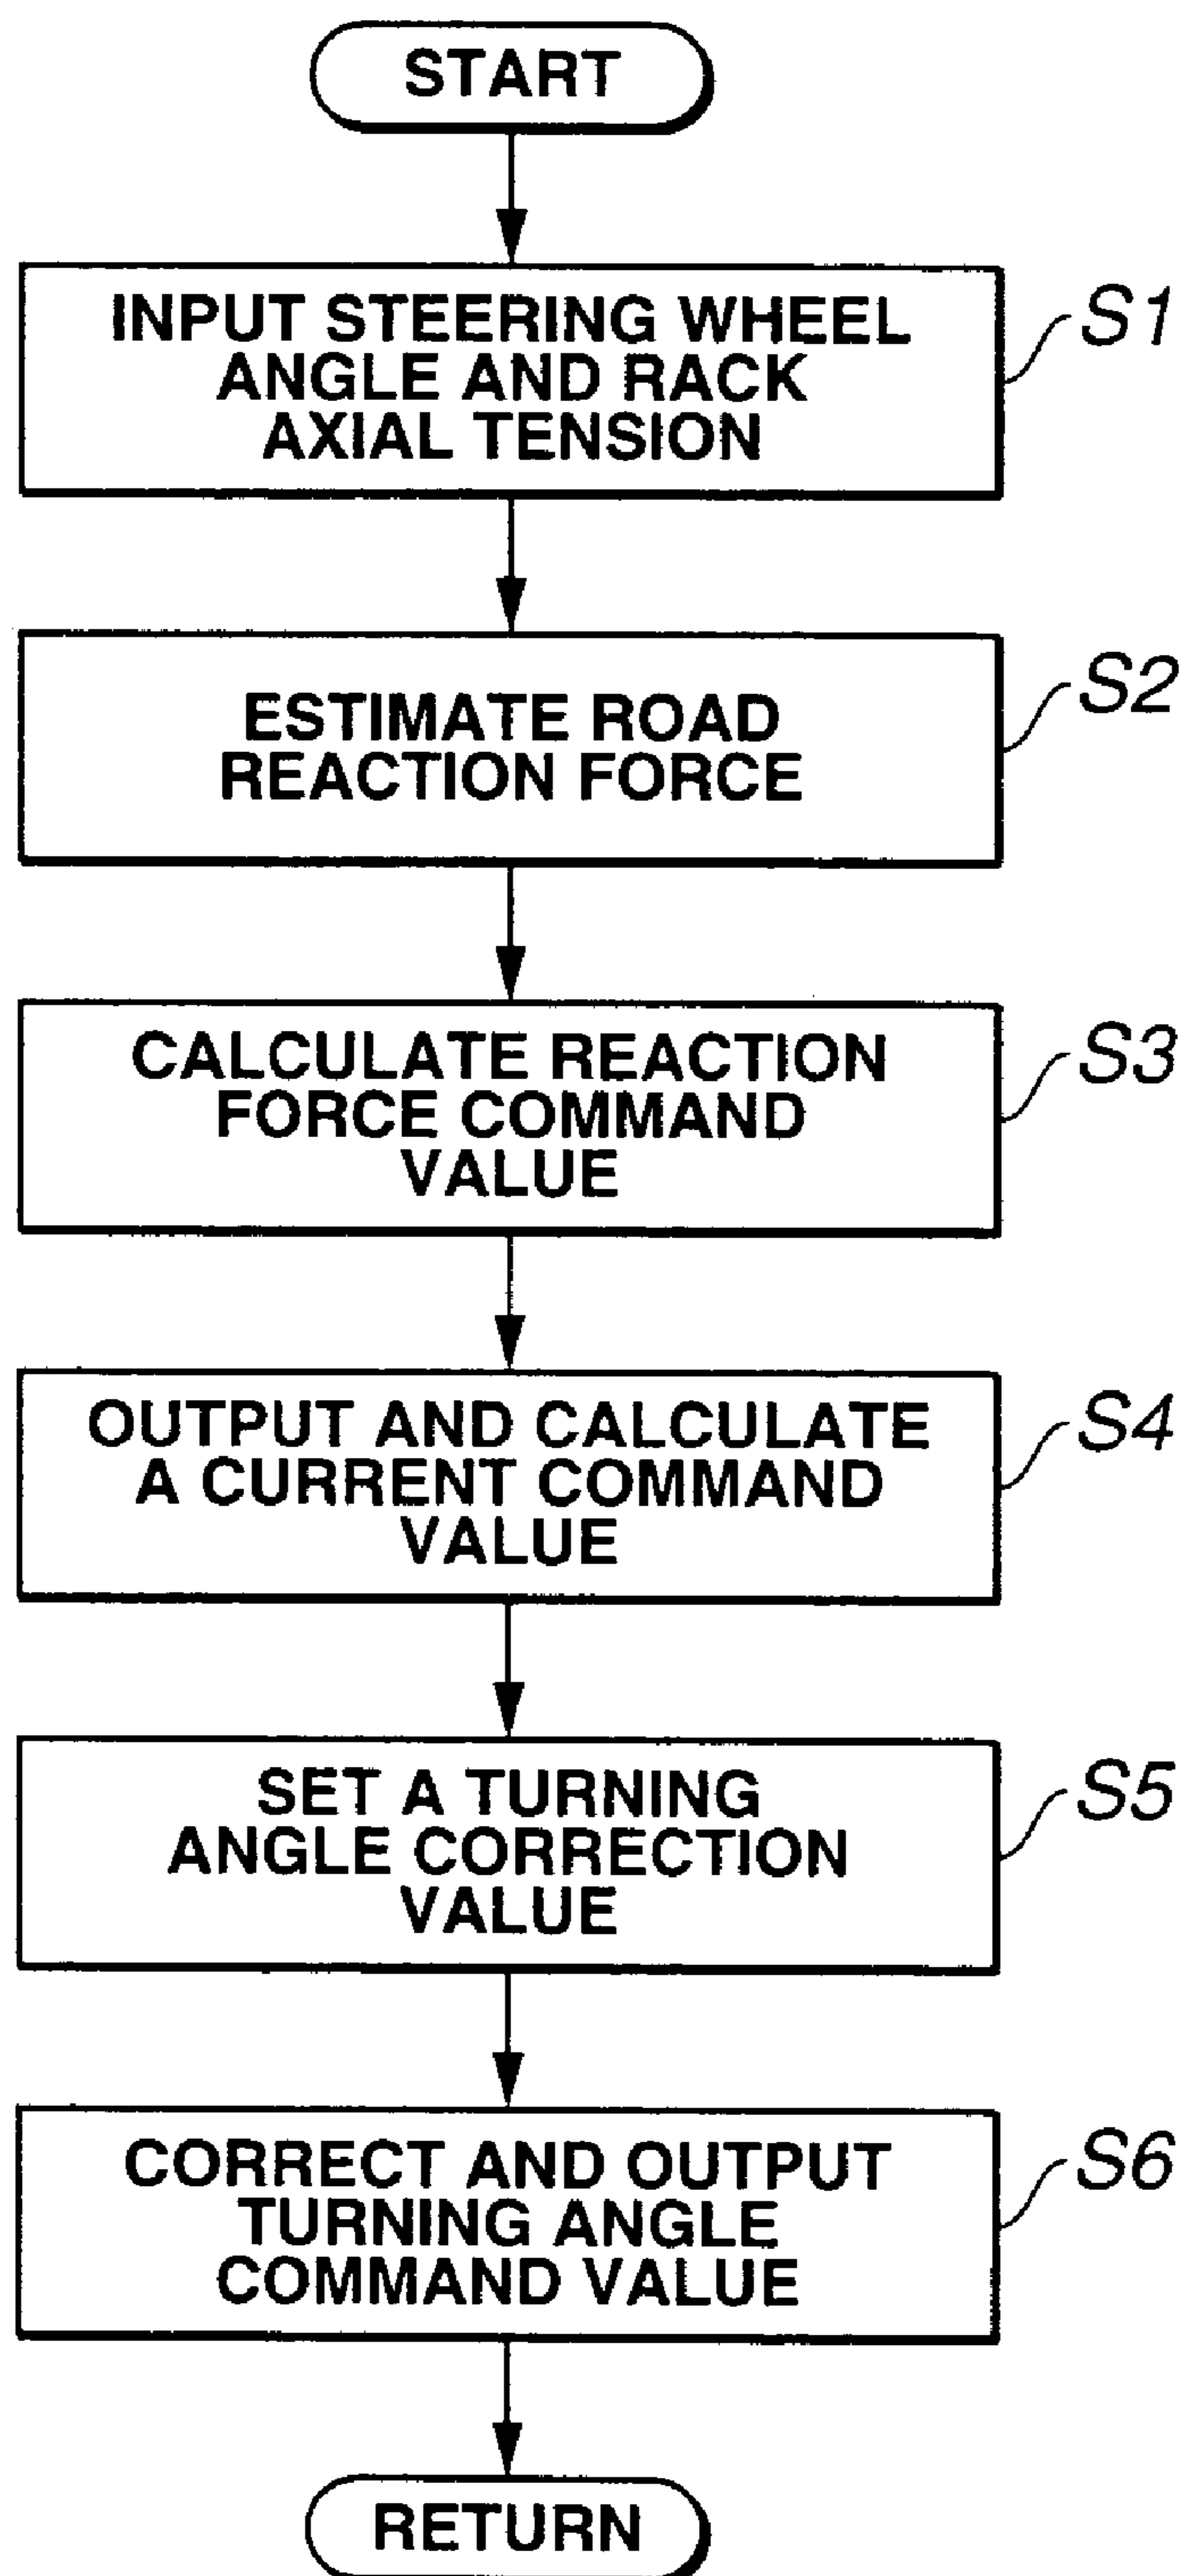 START
INPUT STEERING WHEEL
ANGLE AND RACK
AXIAL TENSION
S1
ESTIMATE ROAD
REACTION FORCE
S2
CALCULATE REACTION
FORCE COMMAND
VALUE
S3
OUTPUT AND CALCULATE
A CURRENT COMMAND
VALUE
S4
SET A TURNING
ANGLE CORRECTION
VALUE
S5
CORRECT AND OUTPUT
TURNING ANGLE
COMMAND VALUE
S6
RETURN